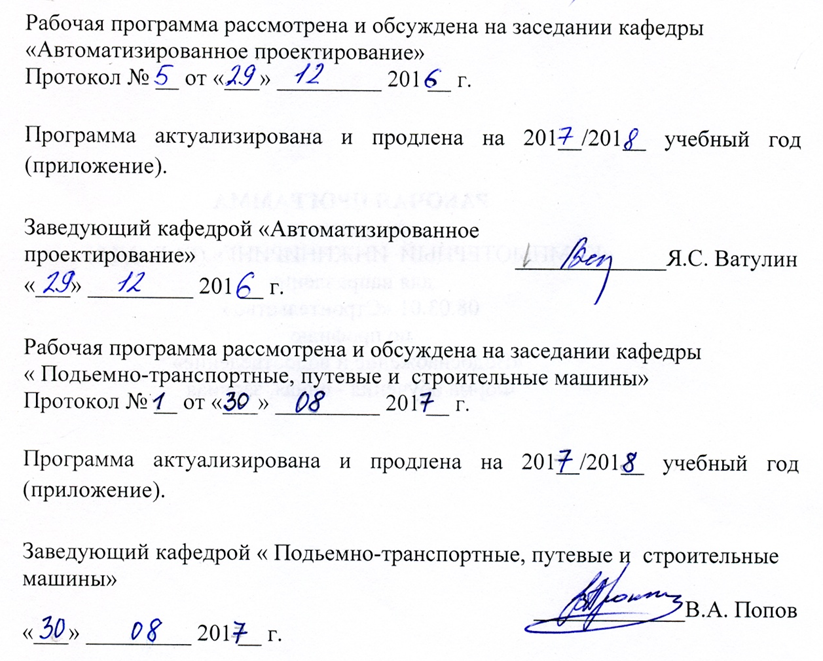 Рабочая программа рассмотрена и обсуждена на заседании кафедры
«Автоматизированное проектирование»
Протокол № 5 от «29» 12 2016 г.
Программа актуализирована и продлена на 2017/2018 учебный год
(приложение).
Заведующий кафедрой «Автоматизированное
проектирование» Я.С. Ватулин
«29» 12 2016 г.
Рабочая программа рассмотрена и обсуждена на заседании кафедры
« Подьемно-транспортные, путевые и строительные машины»
Протокол № 1 от «30» 08 2017 г.
Программа актуализирована и продлена на 2017/2018 учебный год
(приложение).
Заведующий кафедрой « Подьемно-транспортные, путевые и строительные
машины»
В.А. Попов
«30» 08 2017 г.